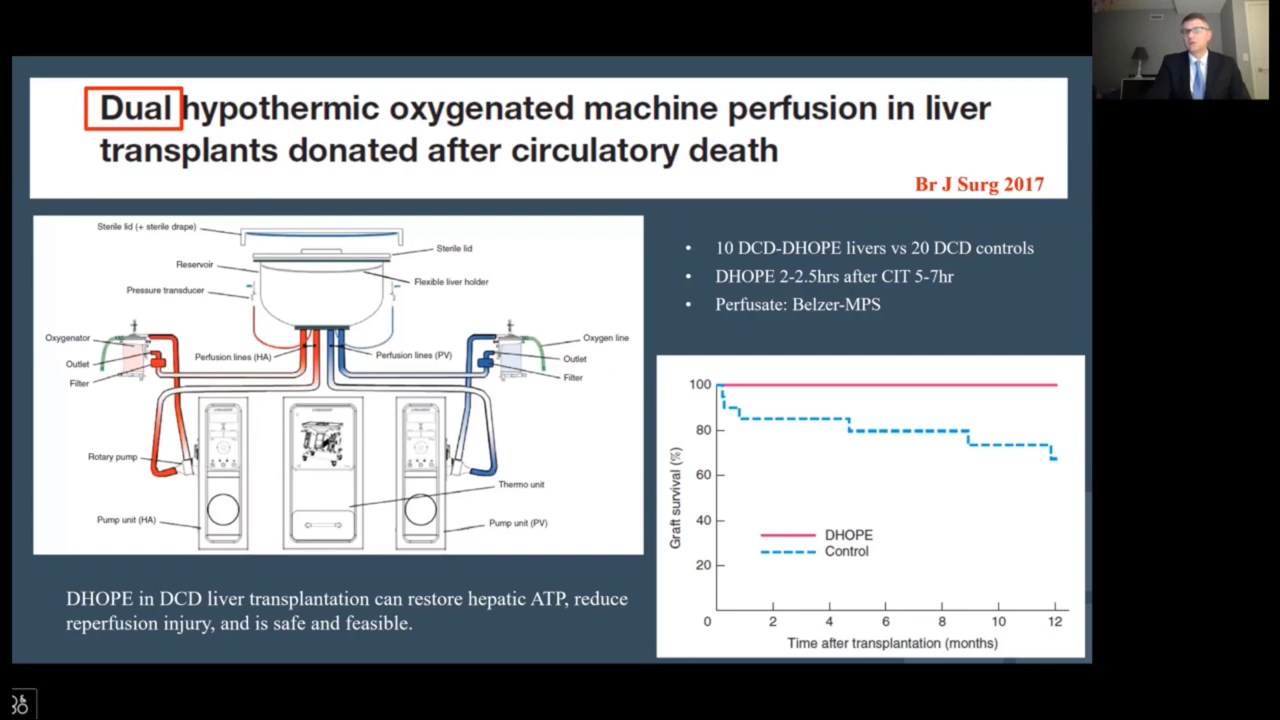 Dual hypothermic oxygenated machine perfusion in liver
transplants donated after circulatory death
Br J Surg 2017
Sterile lid (+ sterile drape)
Sterile lid
Reservoir
Flexible liver holder
Pressure transducer
Oxygenator
Outlet
Filter
Perfusion lines (HA)
Perfusion lines (PV)
Oxygen line
Outlet
Filter
Rotary pump
Thermo unit
Pump unit (HA)
Pump unit (PV)
• 10 DCD-DHOPE livers vs 20 DCD controls
• DHOPE 2-2.5hrs after CIT 5-7hr
• Perfusate: Belzer-MPS
Graft survival (%)
100
80
60
40
20
0
DHOPE
Control
2 4 6 8 10 12
Time after transplantation (months)
DHOPE in DCD liver transplantation can restore hepatic ATP, reduce
reperfusion injury, and is safe and feasible.